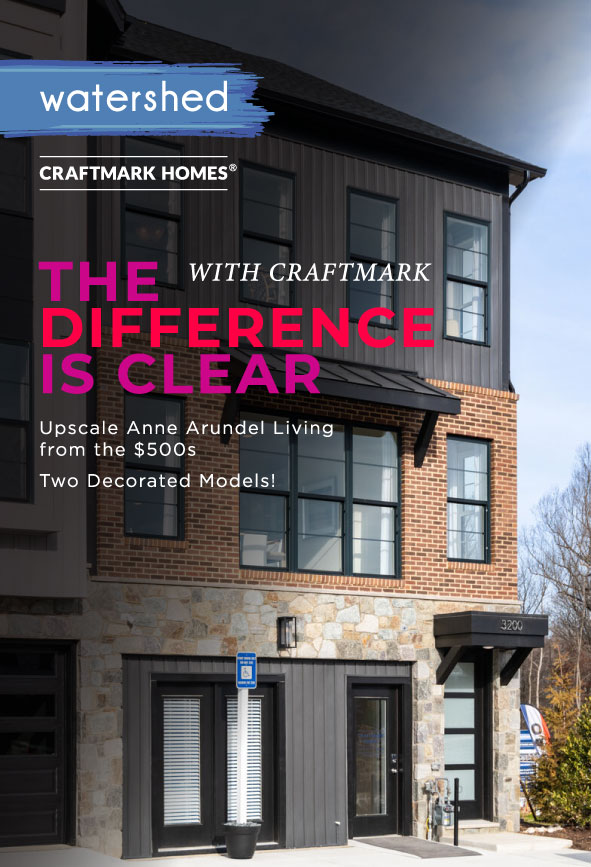 watershed
CRAFTMARK HOMES®
THE WITH CRAFTMARK
DIFFERENCE
IS CLEAR
Upscale Anne Arundel Living
from the $500s
Two Decorated Models!
3200